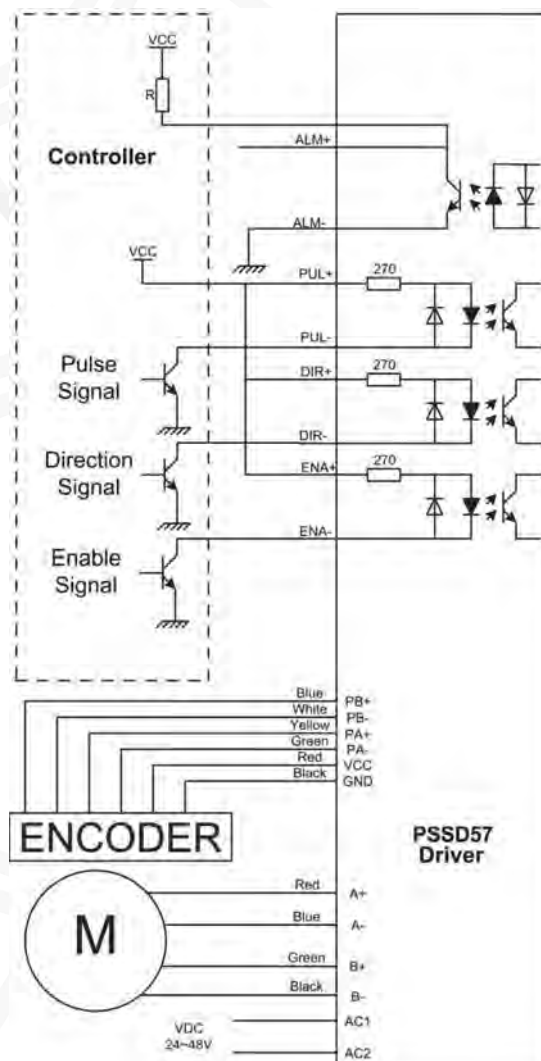 VCC
R
Controller
ALM+
ALM-
VCC
PUL+
270
PUL-
Pulse
Signal
DIR+
270
DIR-
Direction
Signal
ENA+
270
ENA-
Enable
Signal
Blue
PB+
White
PB-
Yellow
PA+
Green
PA-
Red
VCC
Black
GND
ENCODER
PSSD57
Driver
M
Red
A+
Blue
A-
Green
B+
Black
B-
VDC
24~48V
AC1
AC2